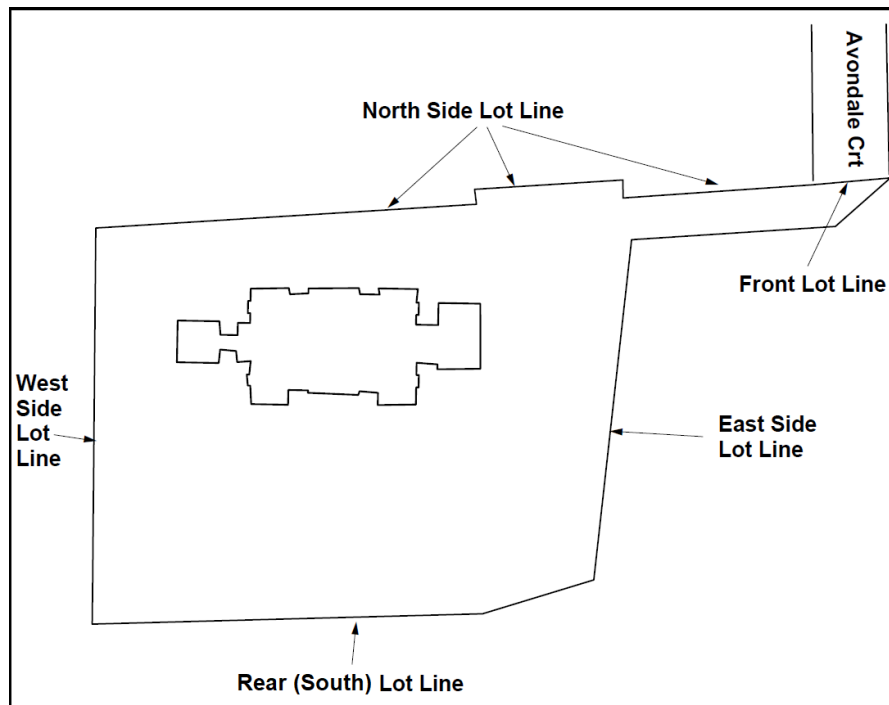 Avondale Crt
North Side Lot Line
Front Lot Line
West
Side
Lot
Line
East Side
Lot Line
Rear (South) Lot Line